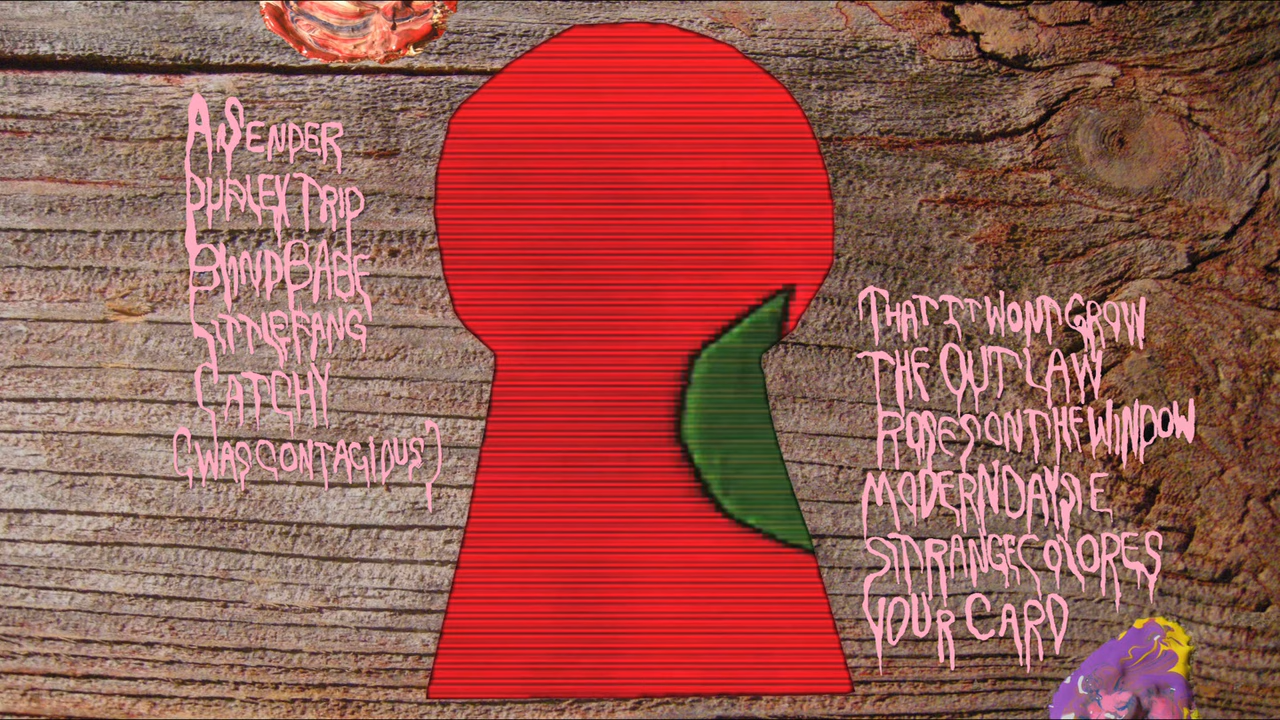 A SENDER
DUPLEX TRIP
BLIND BABE
LITTLE FANG
CATCHY
(WAS CONTAGIOUS)
THAT IT WONT GROW
THE OUTLAW
ROSES ON THE WINDOW
MODERN DAYS E
STRANGE COLORES
YOUR CARD